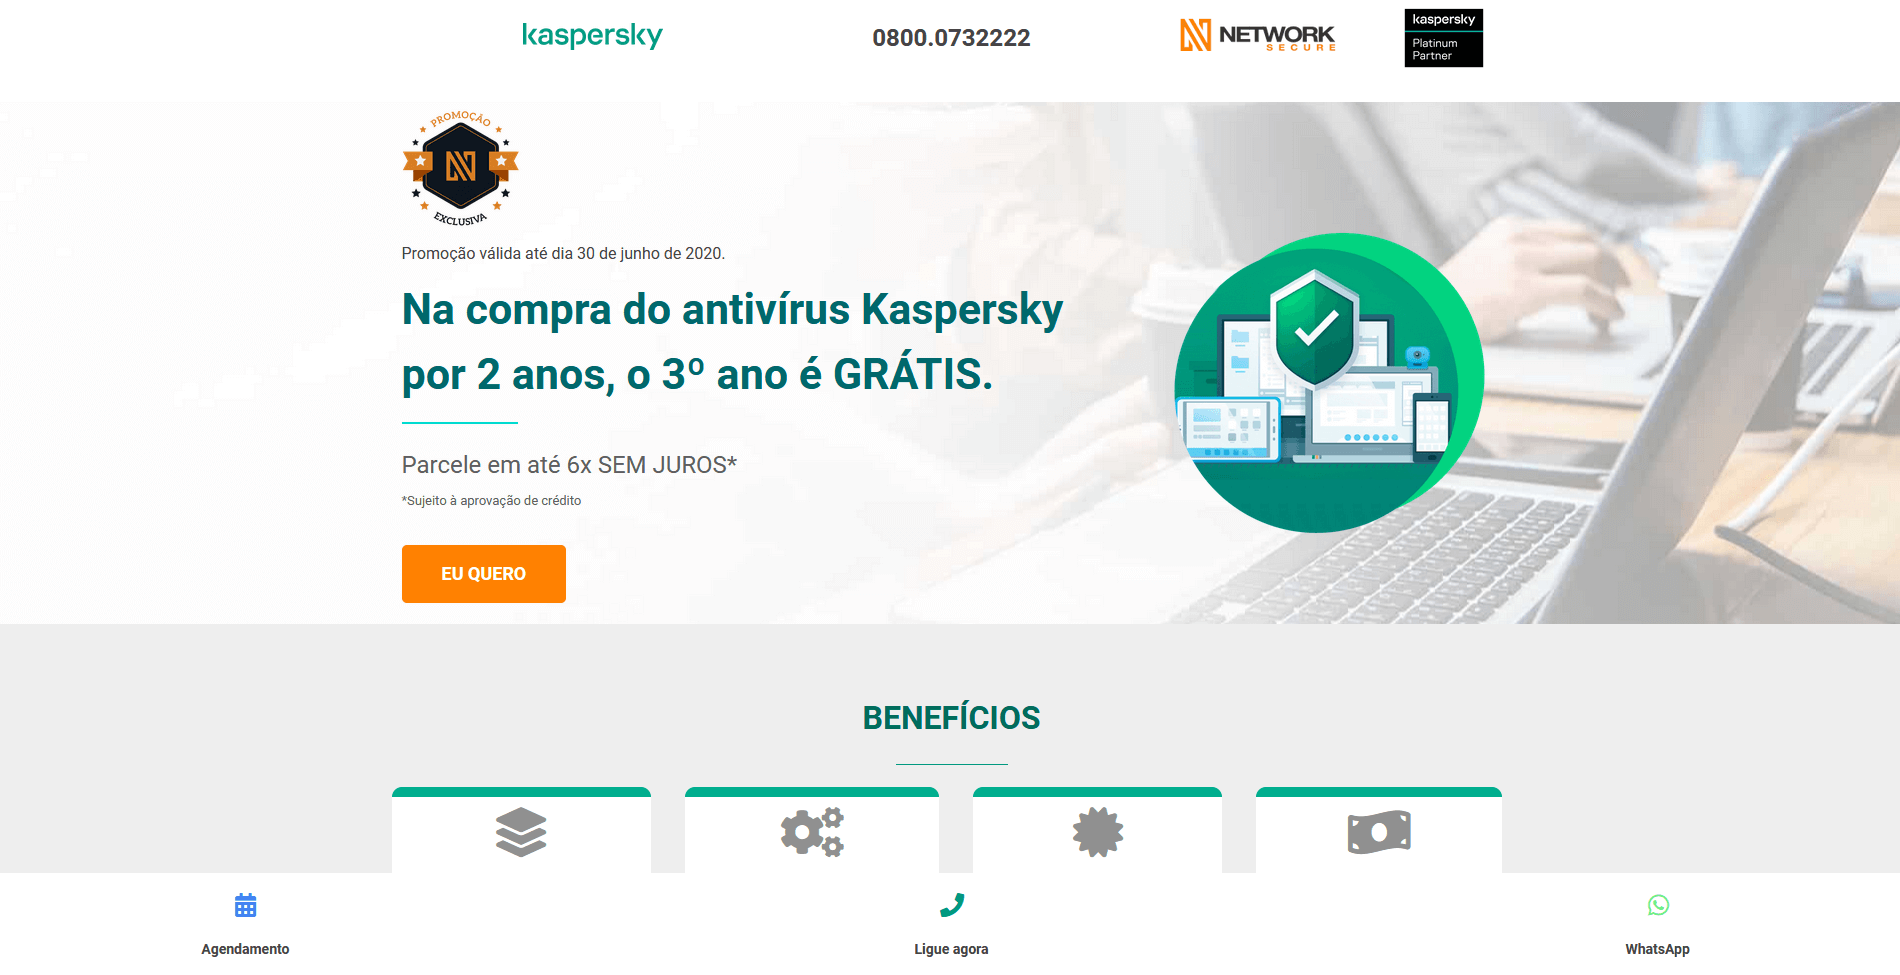 kaspersky
0800.0732222
NETWORK
SECURE
kaspersky
Platinum
Partner
PROMOÇÃO
EXCLUSIVA
Promoção válida até dia 30 de junho de 2020.
Na compra do antivírus Kaspersky
por 2 anos, o 3º ano é GRÁTIS.
Parcele em até 6x SEM JUROS*
*Sujeito à aprovação de crédito
EU QUERO
BENEFÍCIOS
Agendamento
Ligue agora
WhatsApp